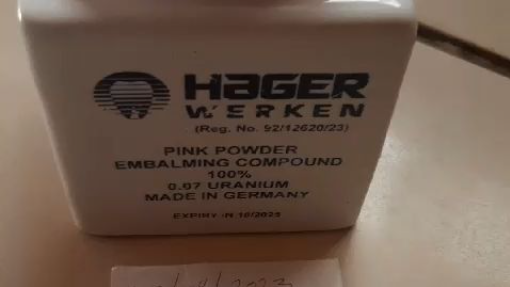 HAGER
WERKEN
(Reg. No. 92/12620/23)
PINK POWDER
EMBALMING COMPOUND
100%
0.07 URANIUM
MADE IN GERMANY
EXPIRY IN 10/2025
2023